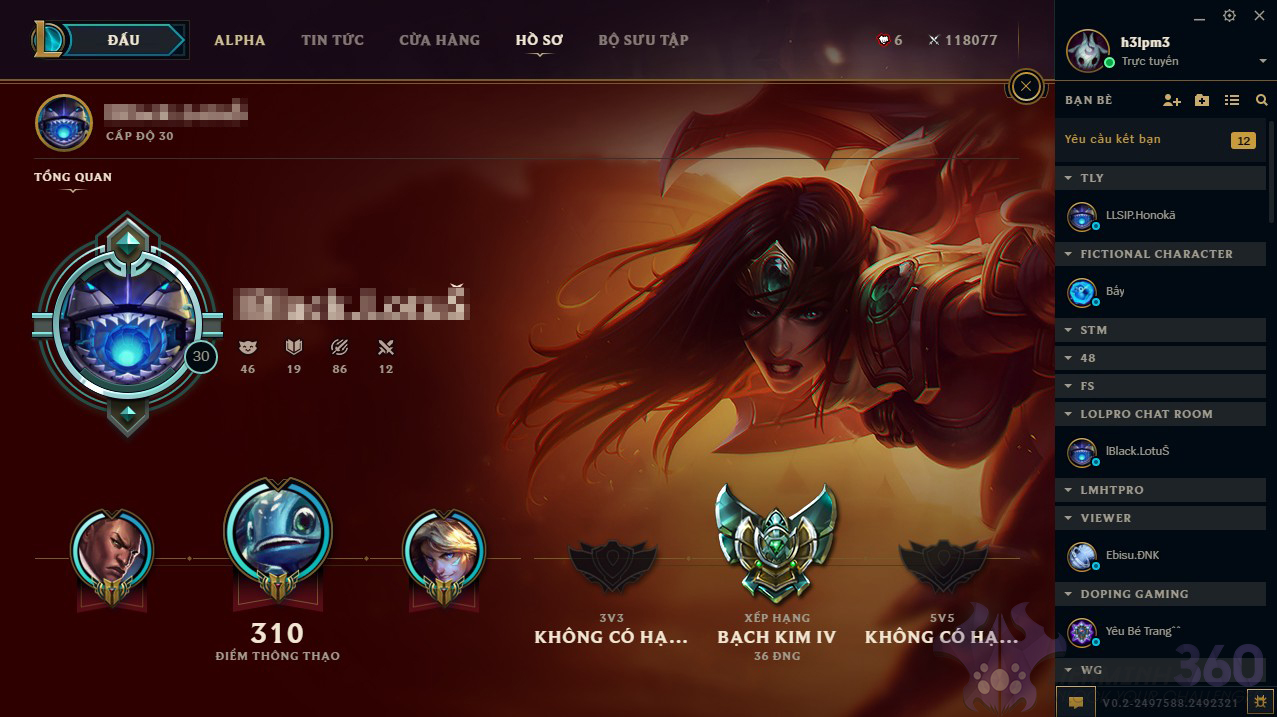 ĐẤU
ALPHA
TIN TỨC
CỬA HÀNG
HỒ SƠ
BỘ SƯU TẬP
6
118077
CẤP ĐỘ 30
TỔNG QUAN
30
46
19
86
12
310
ĐIỂM THÔNG THẠO
3V3
KHÔNG CÓ HẠ...
XẾP HẠNG
BẠCH KIM IV
36 ĐNG
5V5
KHÔNG CÓ HẠ...
h3lpm3
Trực tuyến
BẠN BÈ
Yêu cầu kết bạn
12
TLY
LLSIP.Honokã
FICTIONAL CHARACTER
Bấy
STM
48
FS
LOLPRO CHAT ROOM
lBlack.LotuŠ
LMHTPRO
VIEWER
Ebisu.ĐNK
DOPING GAMING
Yêu Bé Trang^^
WG
360
V0.2-2497588.2492321